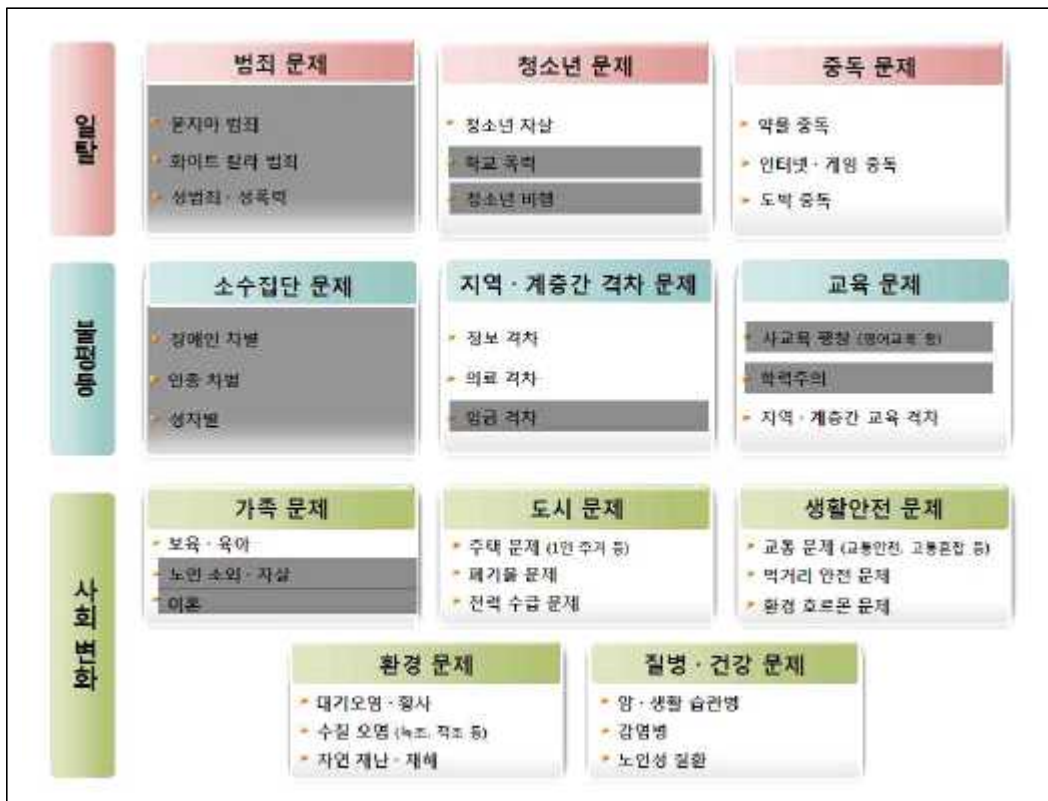 일탈
범죄 문제
묻지마 범죄
화이트 칼라 범죄
성범죄 · 성폭력
청소년 문제
청소년 자살
학교 폭력
청소년 비행
중독 문제
약물 중독
인터넷 · 게임 중독
도박 중독
불평등
소수집단 문제
장애인 차별
인종 차별
성차별
지역 · 계층간 격차 문제
정보 격차
의료 격차
임금 격차
교육 문제
사교육 팽창 (영어교육 등)
학력주의
지역 · 계층간 교육 격차
사회 변화
가족 문제
보육 · 육아
노인 소외 · 자살
이혼
도시 문제
주택 문제 (1인 주거 등)
폐기물 문제
전력 수급 문제
생활안전 문제
교통 문제 (교통안전, 교통혼잡 등)
먹거리 안전 문제
환경 호르몬 문제
환경 문제
대기오염 · 황사
수질 오염 (녹조, 적조 등)
자연 재난 · 재해
질병 · 건강 문제
암 · 생활 습관병
감염병
노인성 질환